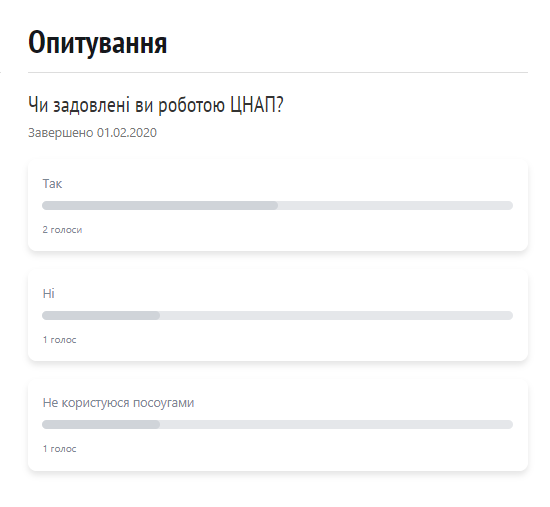 Опитування
Чи задовлені ви роботою ЦНАП?
Завершено 01.02.2020
Так
2 голоси
Ні
1 голос
Не користуюся посоугами
1 голос